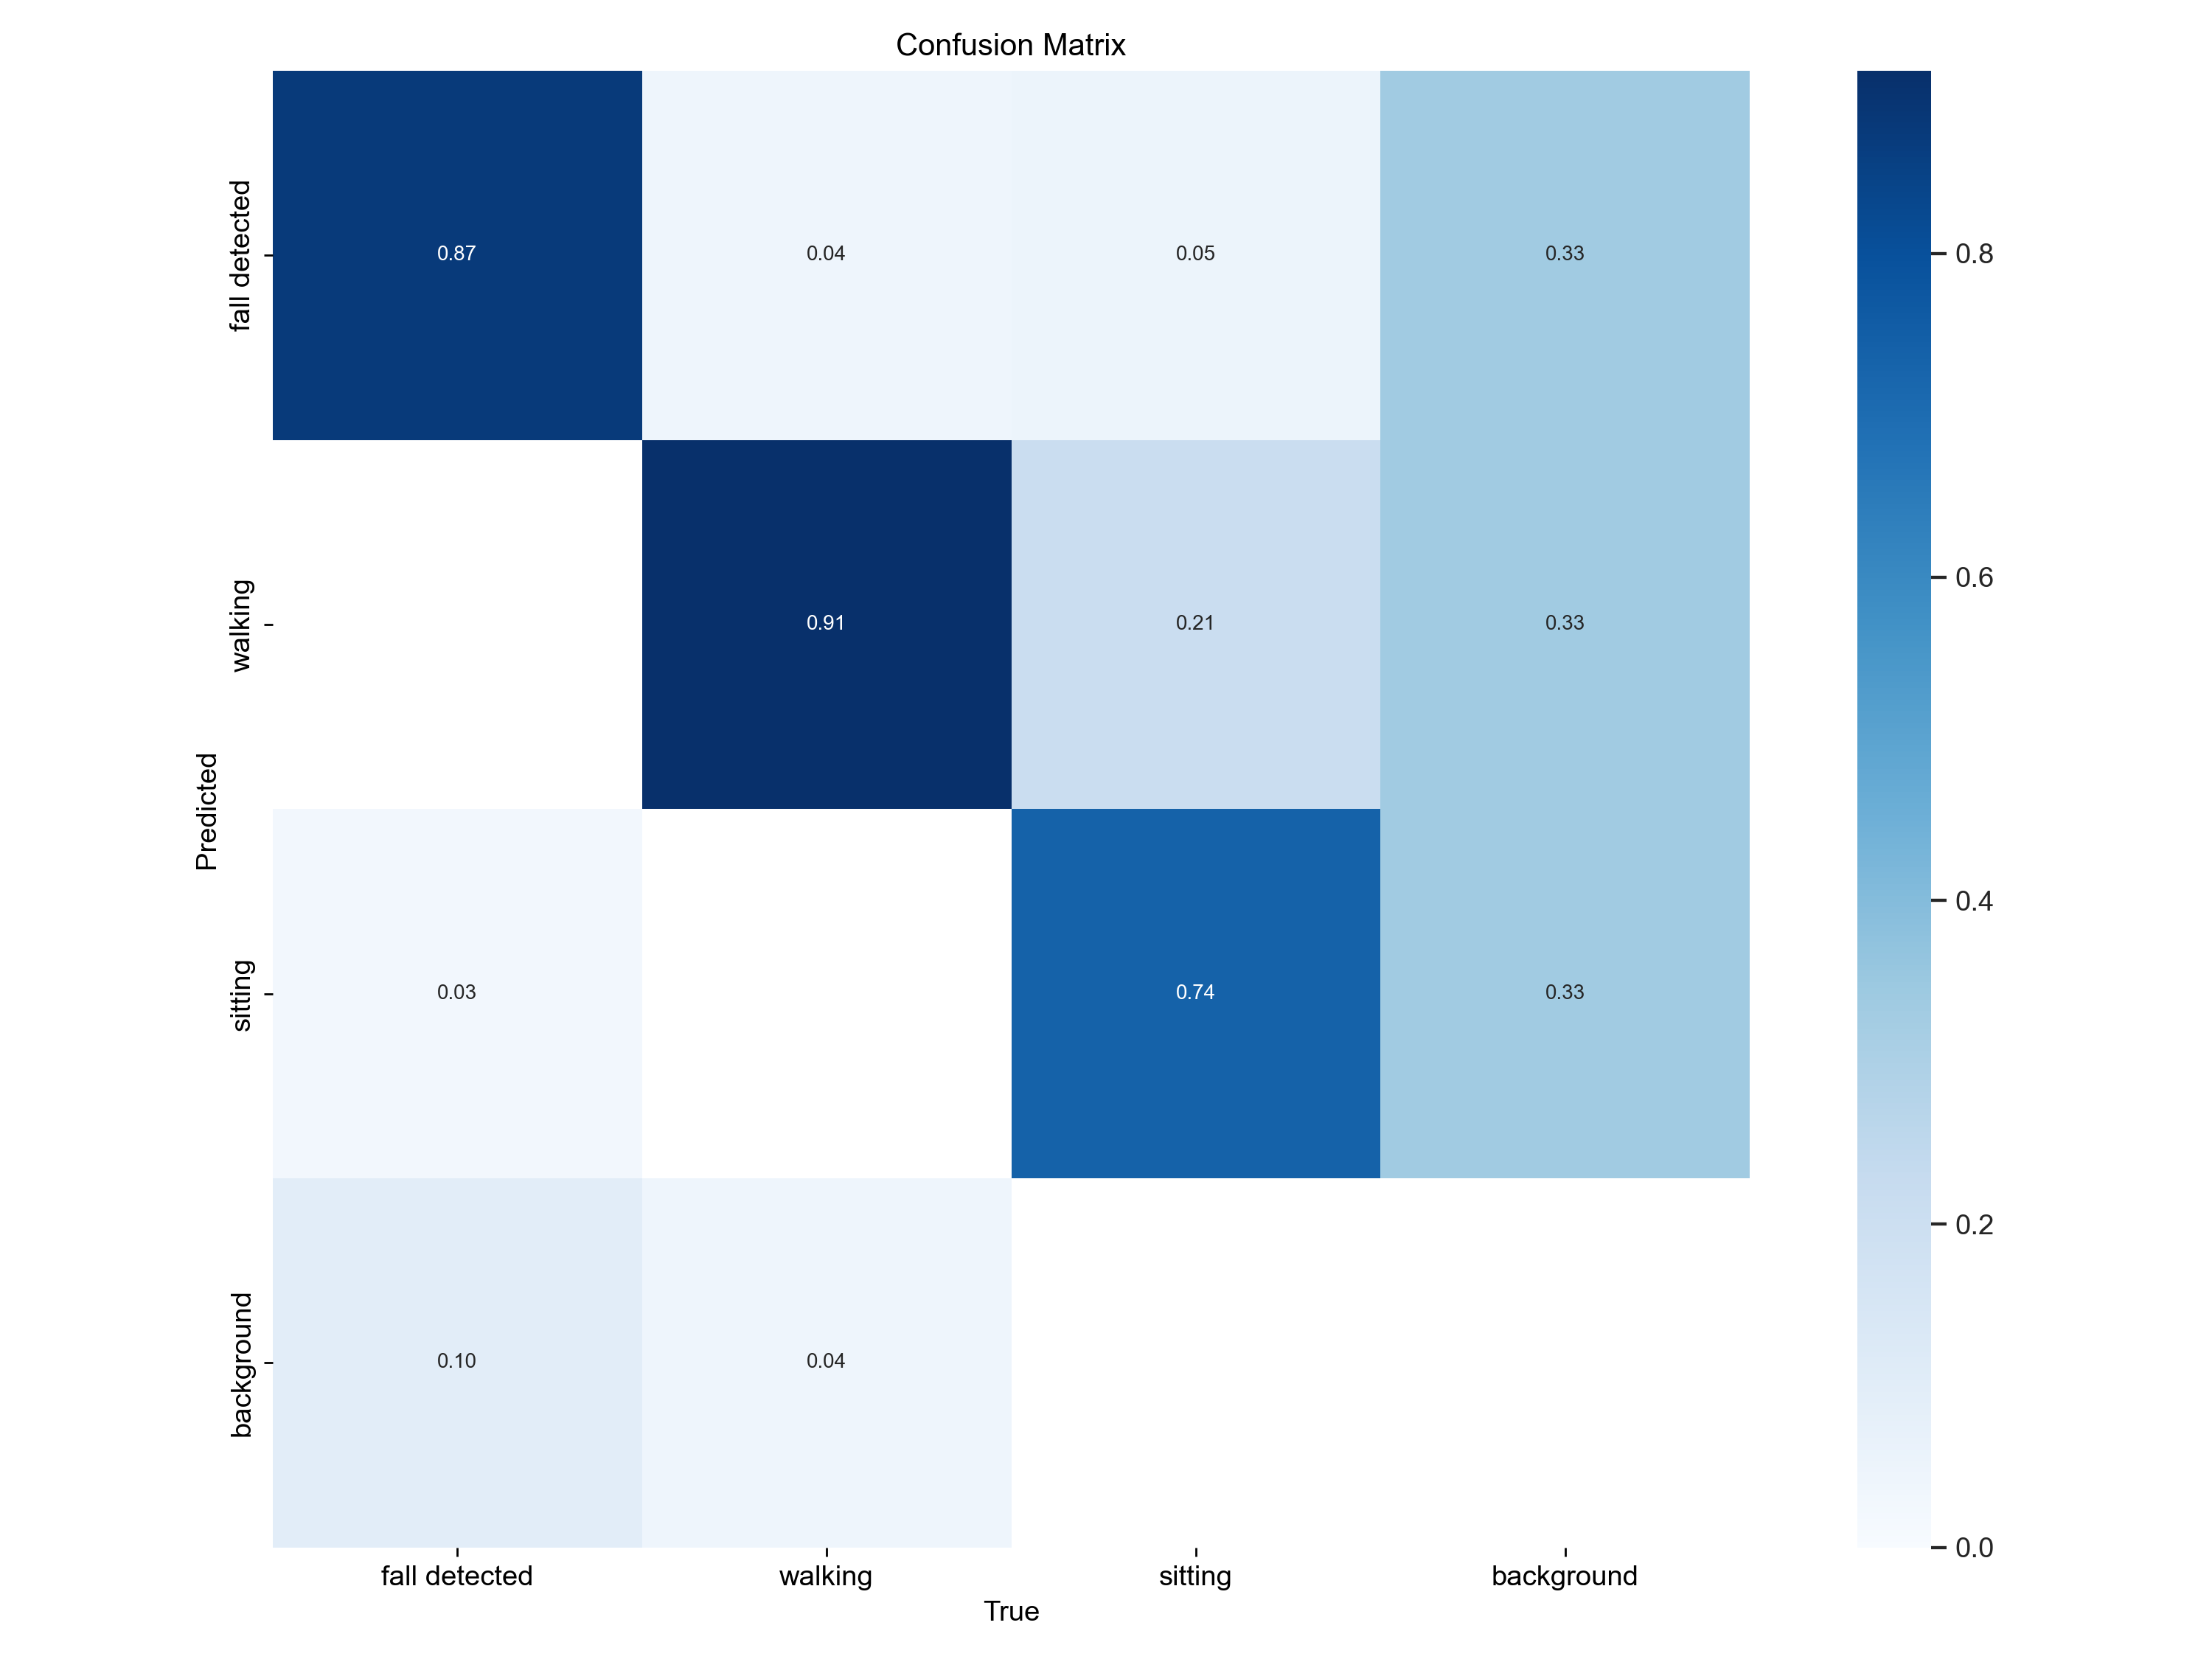 Confusion Matrix
fall detected
0.87
0.04
0.05
0.33
walking
0.91
0.21
0.33
sitting
0.03
0.74
0.33
background
0.10
0.04
Predicted
fall detected
walking
sitting
background
True
0.8
0.6
0.4
0.2
0.0